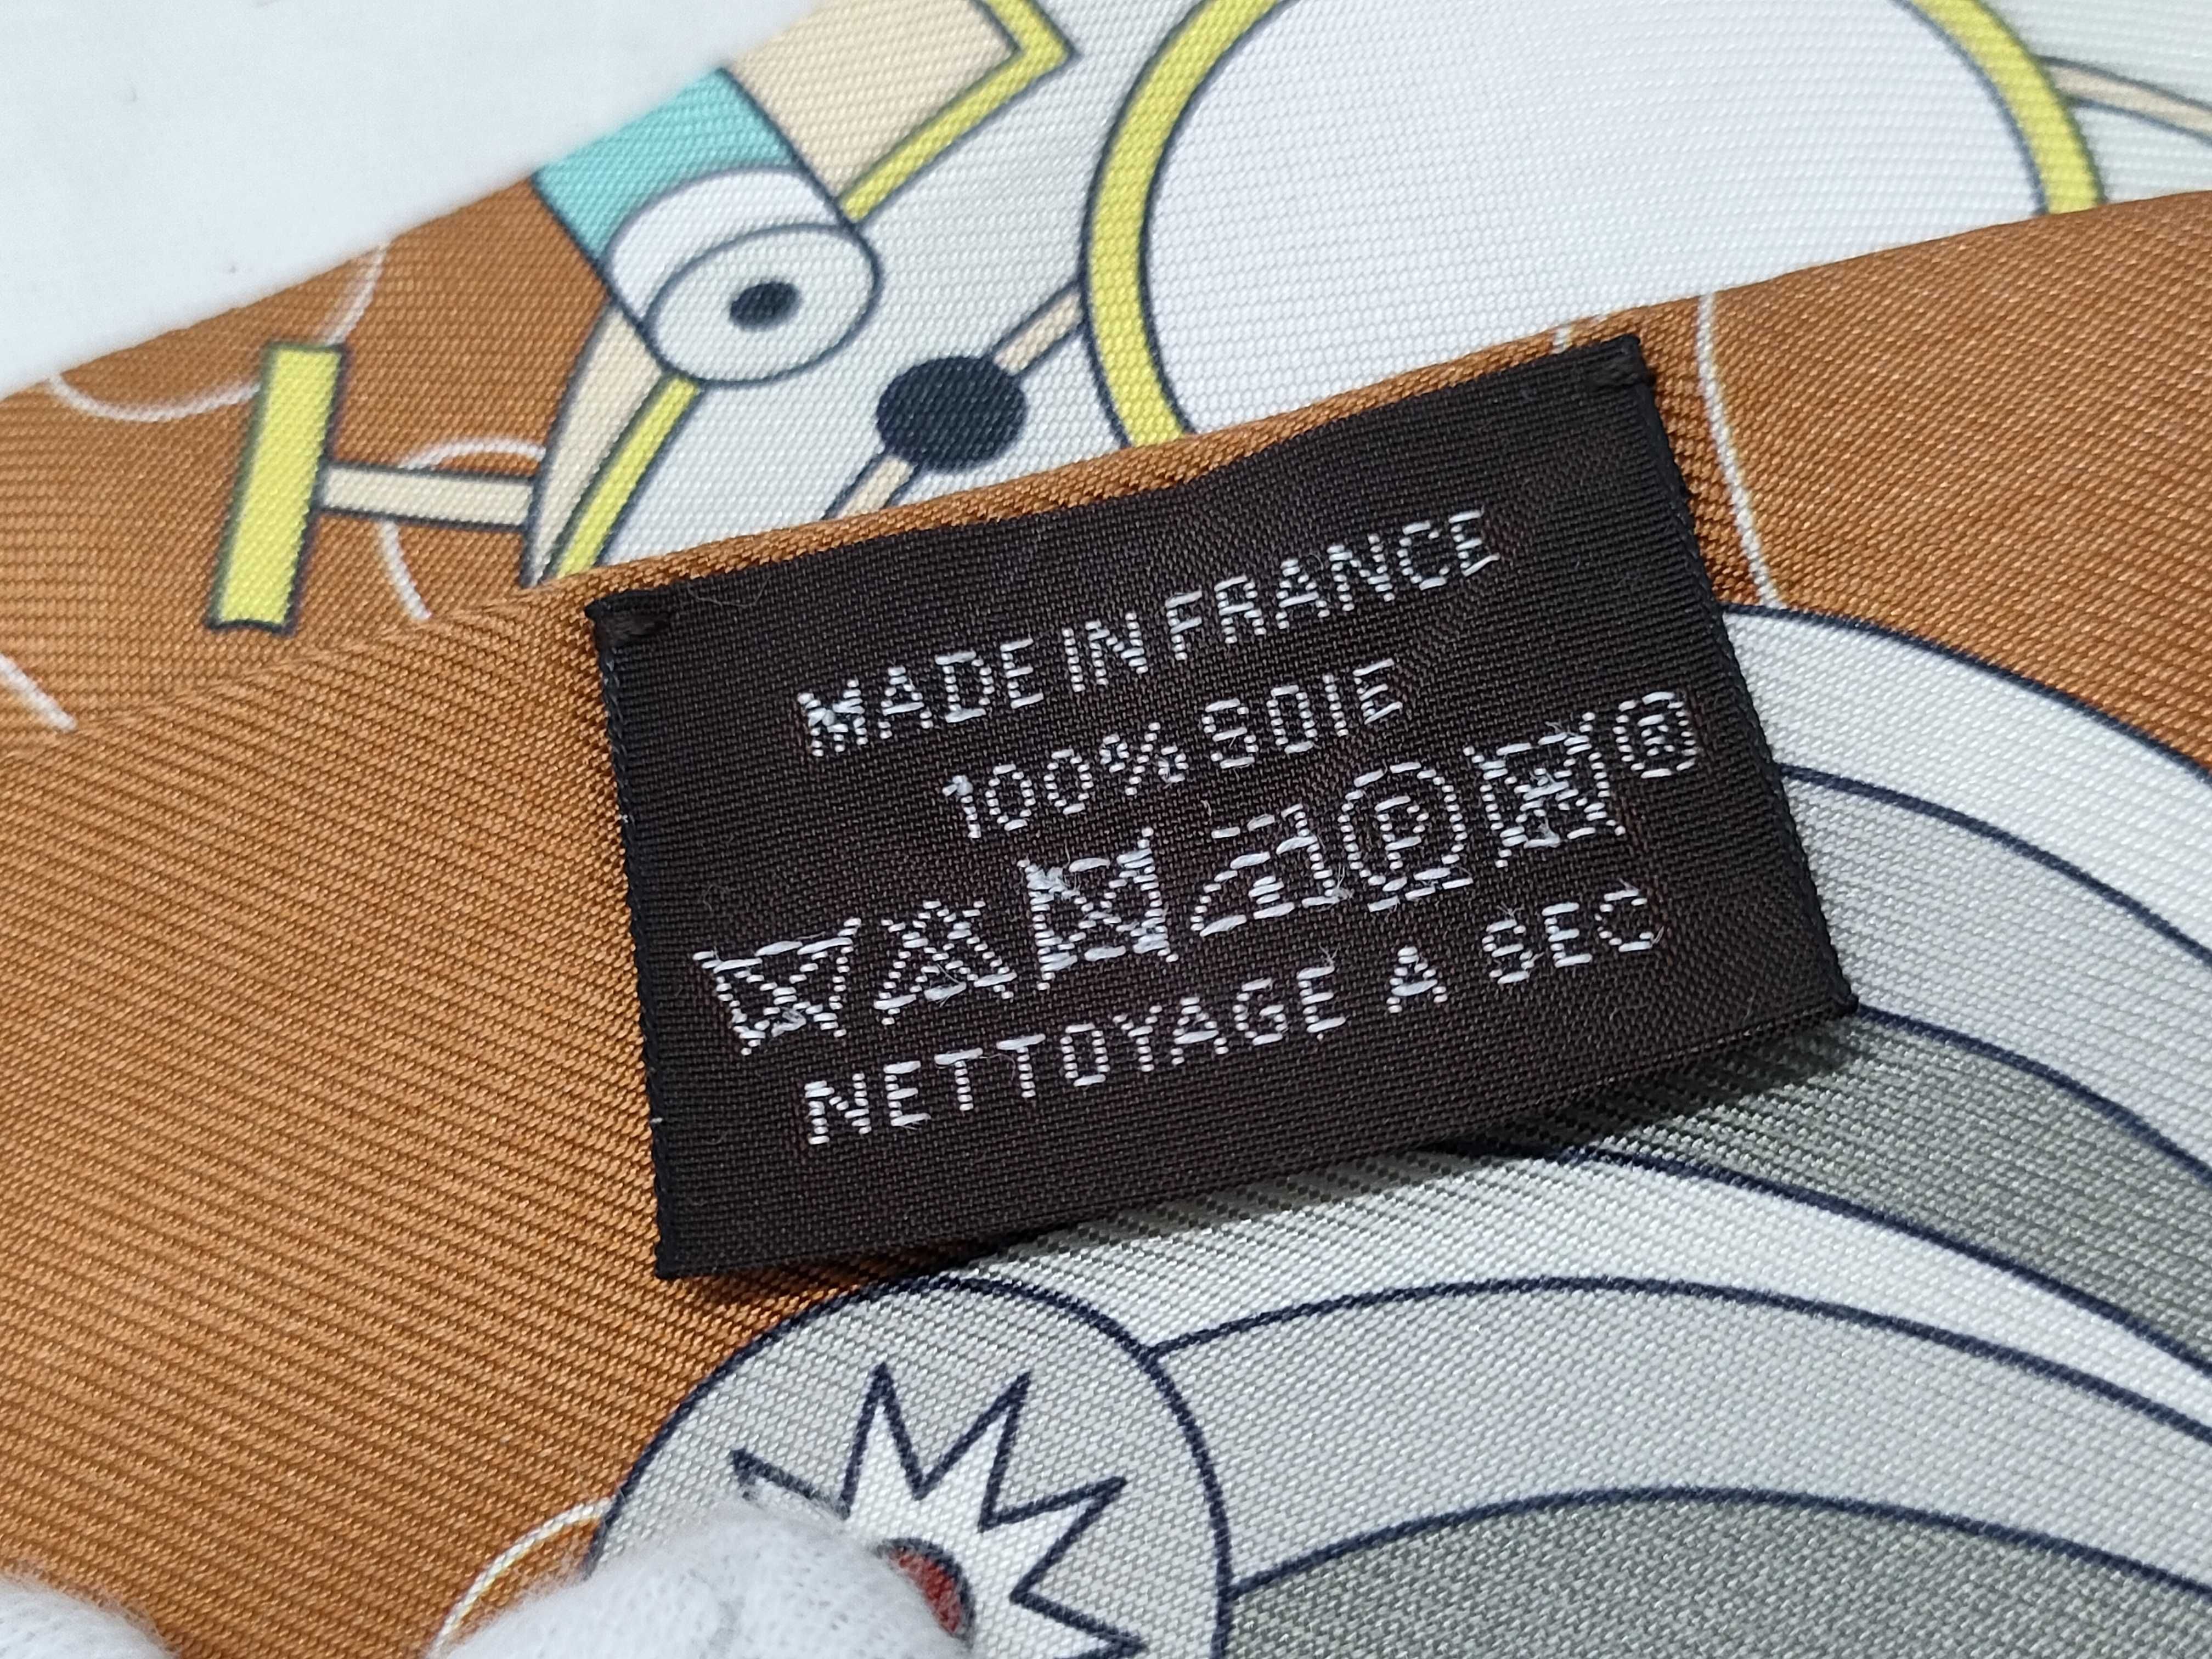 MADE IN FRANCE
100% SOIE
P ®
NETTOYAGE A SEC